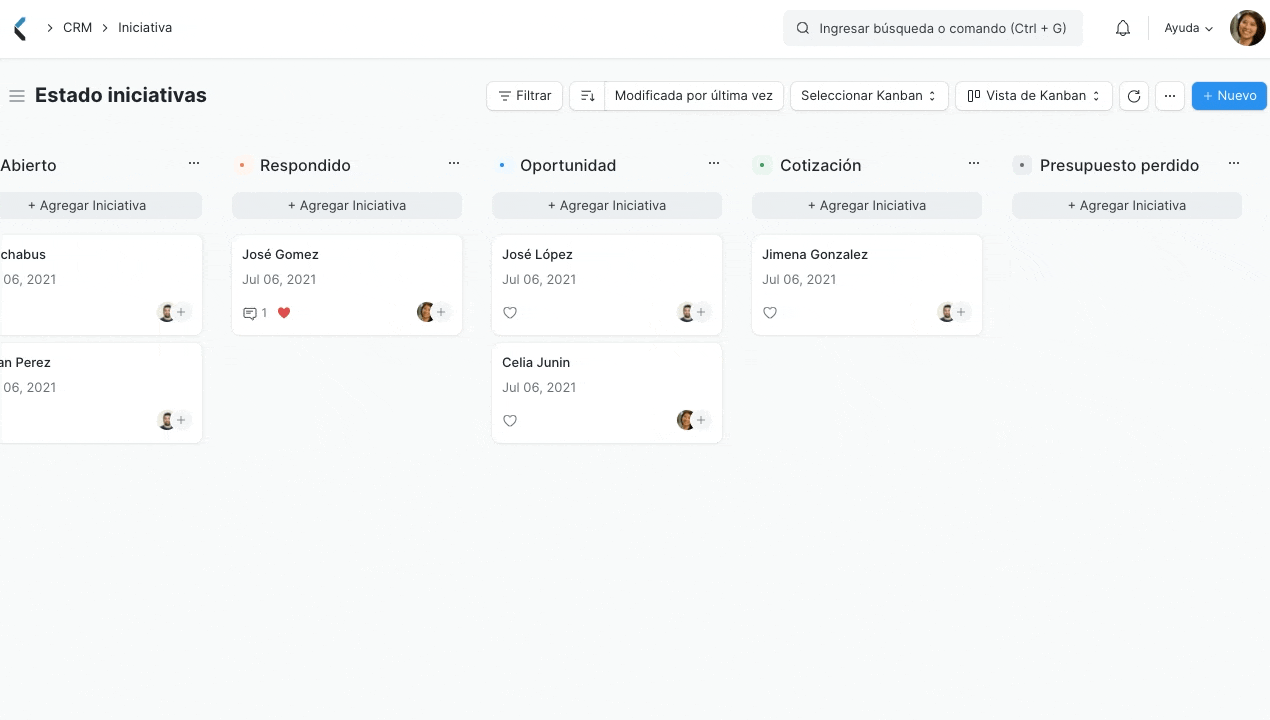 CRM
Iniciativa
Ingresar búsqueda o comando (Ctrl + G)
Ayuda
Estado iniciativas
Filtrar
Modificada por última vez
Seleccionar Kanban
Vista de Kanban
+ Nuevo
Abierto
Respondido
Oportunidad
Cotización
Presupuesto perdido
+ Agregar Iniciativa
+ Agregar Iniciativa
+ Agregar Iniciativa
+ Agregar Iniciativa
+ Agregar Iniciativa
chabus
06, 2021
an Perez
06, 2021
José Gomez
Jul 06, 2021
1
José López
Jul 06, 2021
Celia Junin
Jul 06, 2021
Jimena Gonzalez
Jul 06, 2021